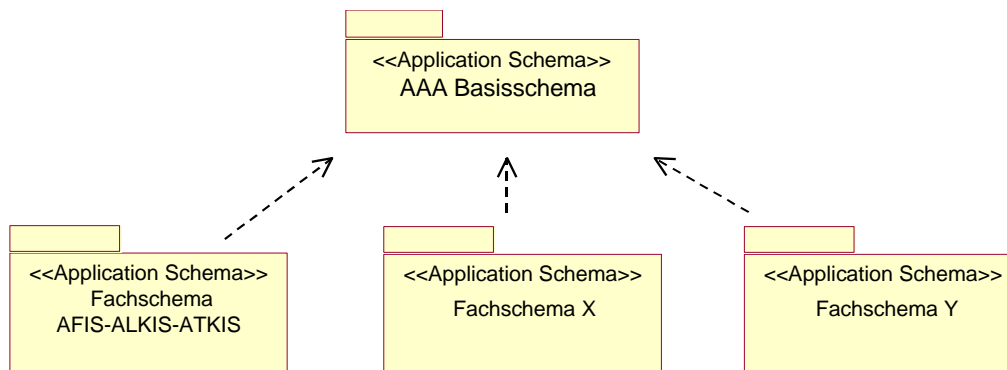 <<Application Schema>>
AAA Basisschema
<<Application Schema>>
Fachschema
AFIS-ALKIS-ATKIS
<<Application Schema>>
Fachschema X
<<Application Schema>>
Fachschema Y